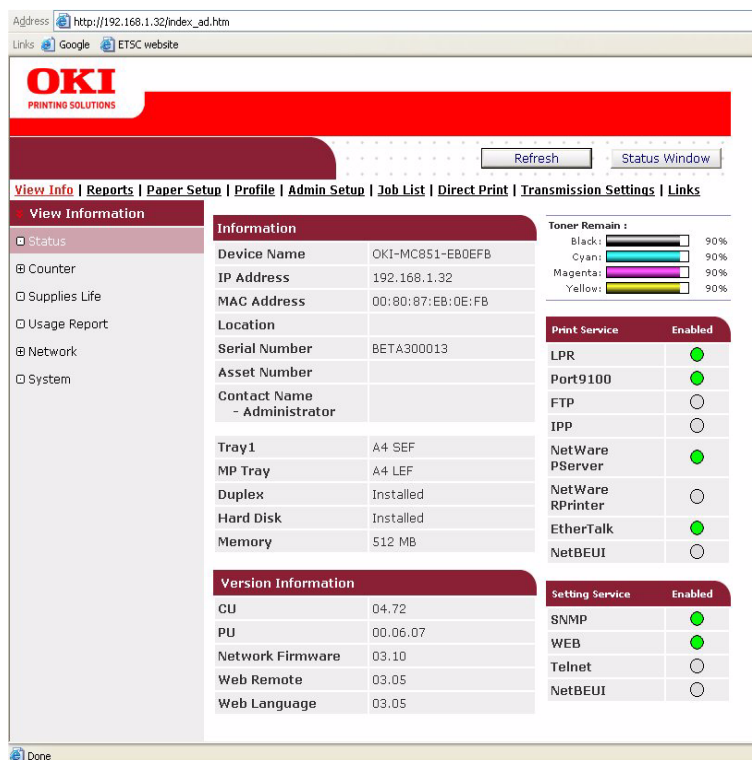 Address http://192.168.1.32/index_ad.htm
Links Google ETSC website
OKI
PRINTING SOLUTIONS
Refresh Status Window
View Info | Reports | Paper Setup | Profile | Admin Setup | Job List | Direct Print | Transmission Settings | Links
View Information
Status
Counter
Supplies Life
Usage Report
Network
System
Information
Device Name OKI-MC851-EB0EFB
IP Address 192.168.1.32
MAC Address 00:80:87:EB:0E:FB
Location
Serial Number BETA300013
Asset Number
Contact Name
- Administrator
Tray1 A4 SEF
MP Tray A4 LEF
Duplex Installed
Hard Disk Installed
Memory 512 MB
Version Information
CU 04.72
PU 00.06.07
Network Firmware 03.10
Web Remote 03.05
Web Language 03.05
Toner Remain :
Black: 90%
Cyan: 90%
Magenta: 90%
Yellow: 90%
Print Service Enabled
LPR
Port9100
FTP
IPP
NetWare
PServer
NetWare
RPrinter
EtherTalk
NetBEUI
Setting Service Enabled
SNMP
WEB
Telnet
NetBEUI
Done